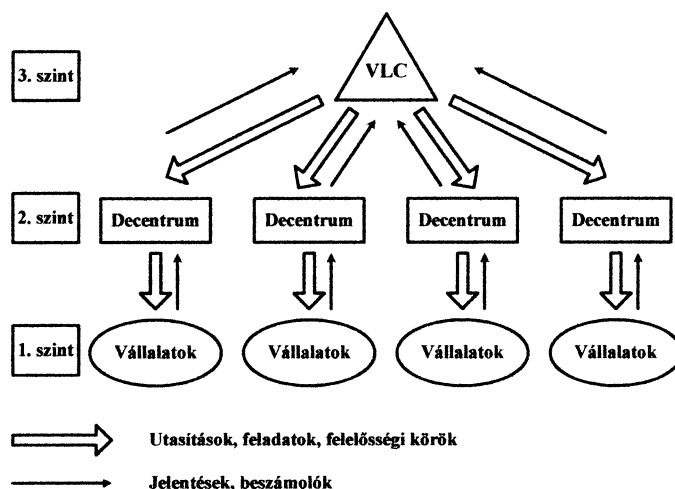 3. szint
VLC
2. szint
Decentrum
Decentrum
Decentrum
Decentrum
1. szint
Vállalatok
Vállalatok
Vállalatok
Vállalatok
Utasítások, feladatok, felelősségi körök
Jelentések, beszámolók